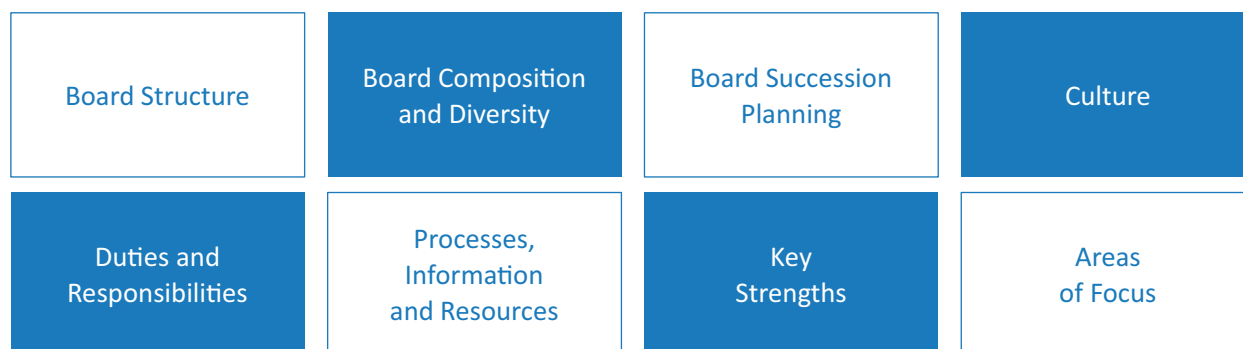 Board Structure
Board Composition
and Diversity
Board Succession
Planning
Culture
Duties and
Responsibilities
Processes,
Information
and Resources
Key
Strengths
Areas
of Focus